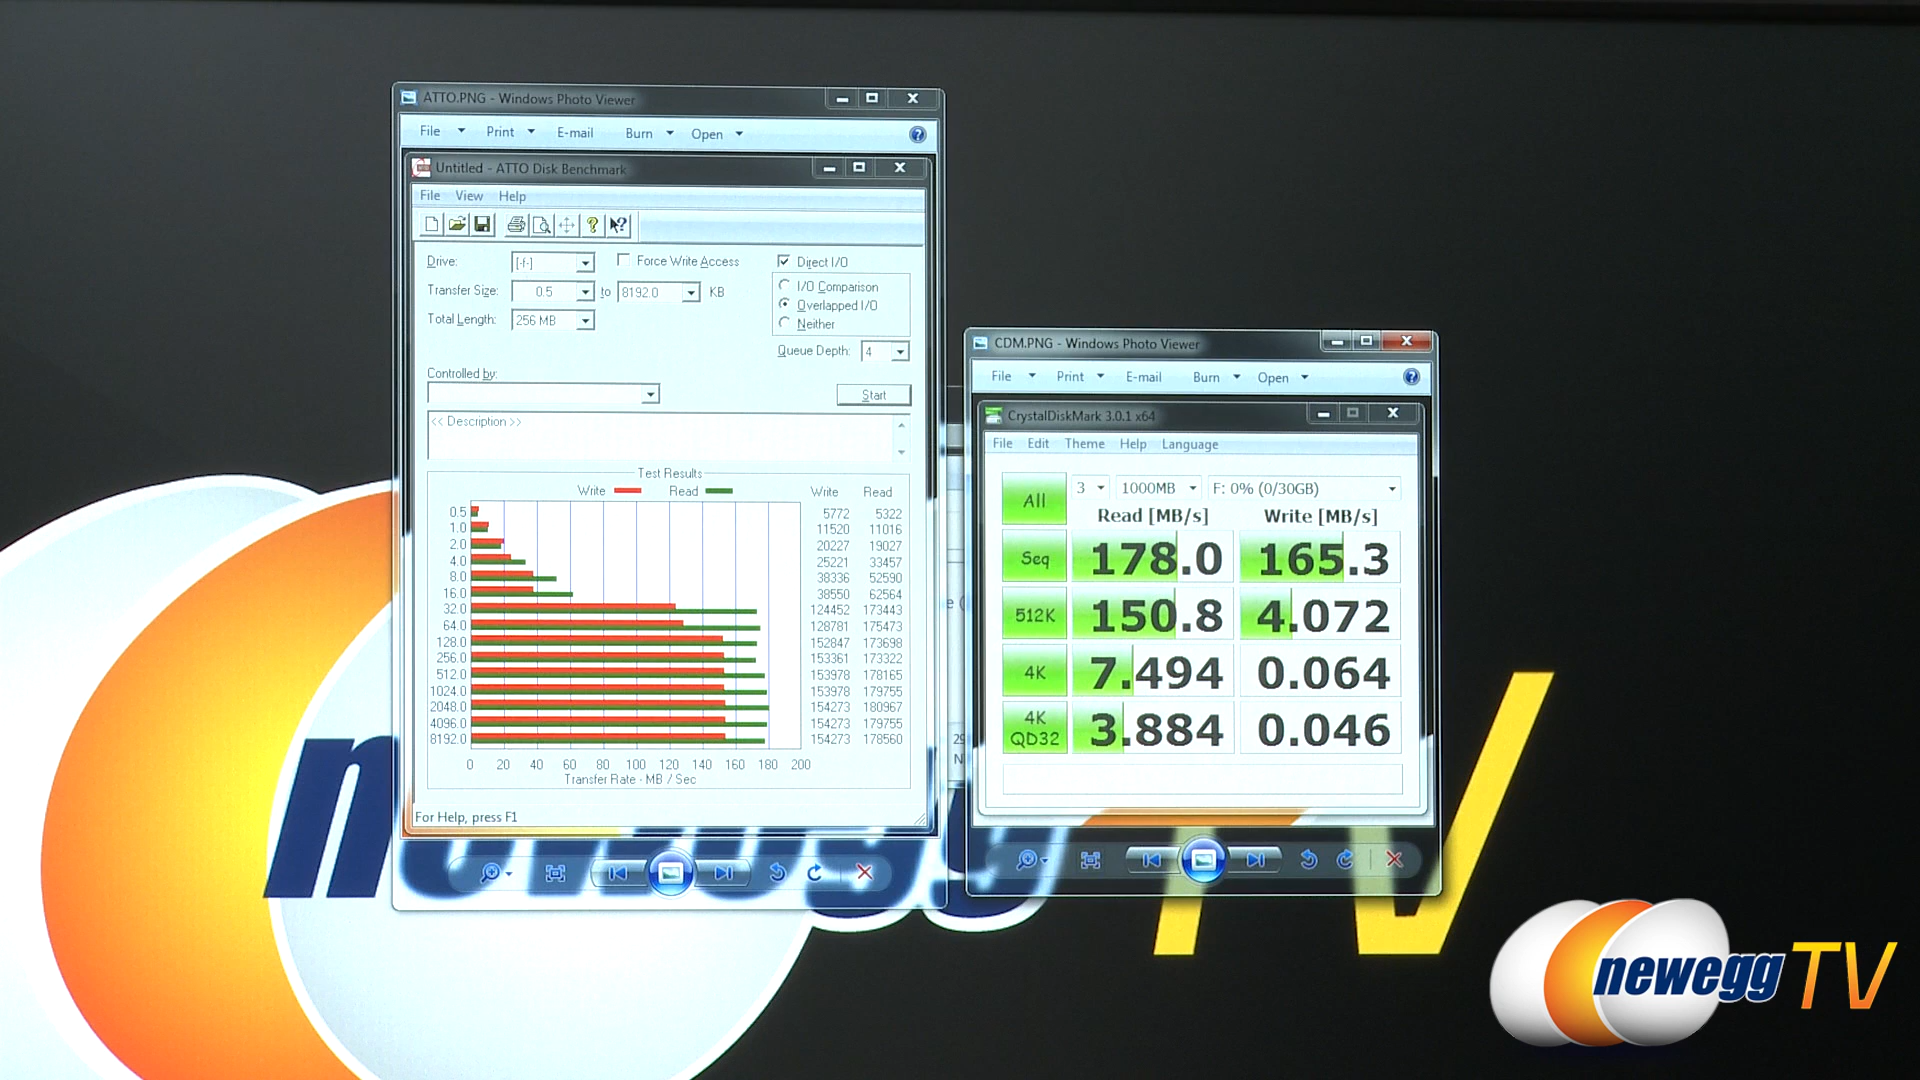 ATTO.PNG - Windows Photo Viewer
File Print E-mail Burn Open
Untitled - ATTO Disk Benchmark
File View Help
Drive: [-f-] Force Write Access Direct I/O
Transfer Size: 0.5 to 8192.0 KB
I/O Comparison
Overlapped I/O
Total Length: 256 MB
Neither
Queue Depth: 4
Controlled by:
Start
<< Description >>
Test Results
Write Read Write Read
0.5 5772 5322
1.0 11520 11016
2.0 20227 19027
4.0 25221 33457
8.0 38336 52590
16.0 38550 62564
32.0 124452 173443
64.0 128781 175473
128.0 152847 173698
256.0 153361 173322
512.0 153978 178165
1024.0 153978 179755
2048.0 154273 180967
4096.0 154273 179755
8192.0 154273 178560
0 20 40 60 80 100 120 140 160 180 200
Transfer Rate - MB / Sec
For Help, press F1
CDM.PNG - Windows Photo Viewer
File Print E-mail Burn Open
CrystalDiskMark 3.0.1 x64
File Edit Theme Help Language
All 3 1000MB F: 0% (0/30GB)
Read [MB/s] Write [MB/s]
Seq 178.0 165.3
512K 150.8 4.072
4K 7.494 0.064
4K QD32 3.884 0.046
newegg TV
newegg TV